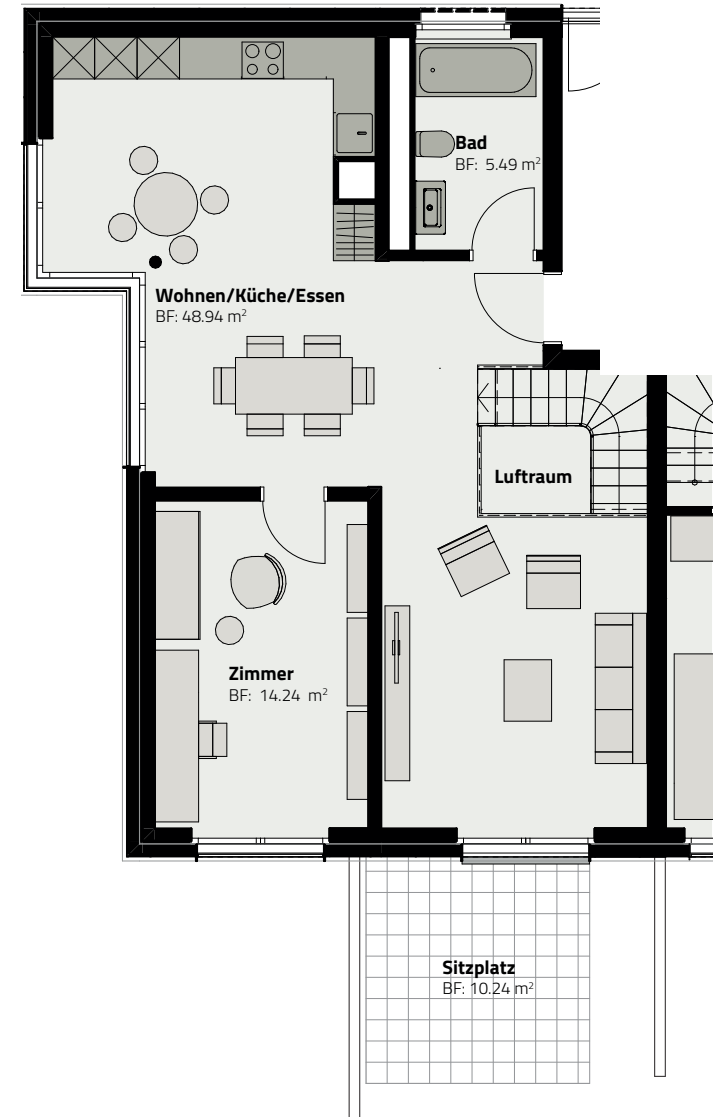 Bad
BF: 5.49 m²
Wohnen/Küche/Essen
BF: 48.94 m²
Luftraum
Zimmer
BF: 14.24 m²
Sitzplatz
BF: 10.24 m²